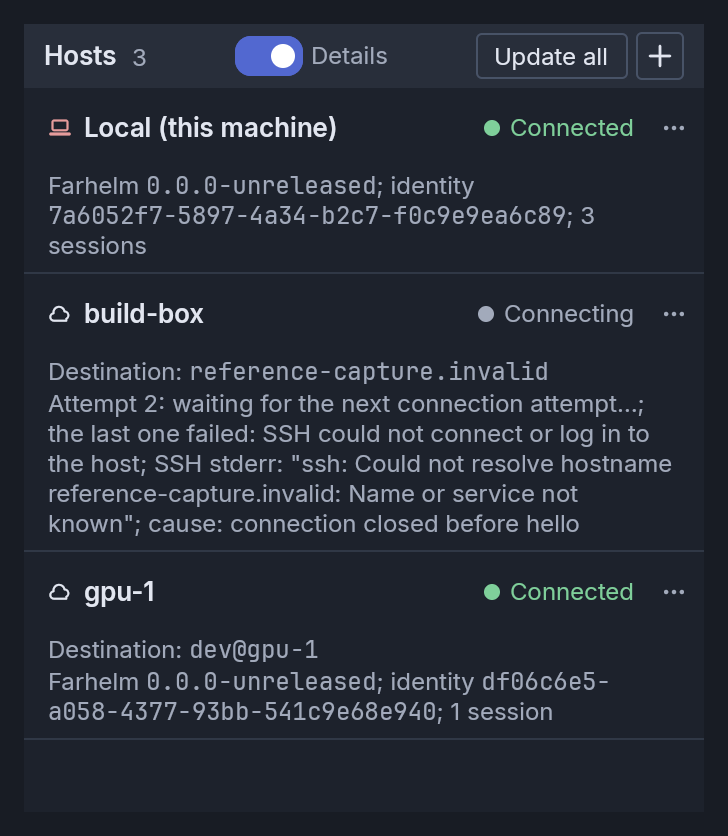 Hosts 3 Details Update all
Local (this machine) Connected
Farhelm 0.0.0-unreleased; identity
7a6052f7-5897-4a34-b2c7-f0c9e9ea6c89; 3
sessions
build-box Connecting
Destination: reference-capture.invalid
Attempt 2: waiting for the next connection attempt...;
the last one failed: SSH could not connect or log in to
the host; SSH stderr: "ssh: Could not resolve hostname
reference-capture.invalid: Name or service not
known"; cause: connection closed before hello
gpu-1 Connected
Destination: dev@gpu-1
Farhelm 0.0.0-unreleased; identity df06c6e5-
a058-4377-93bb-541c9e68e940; 1 session